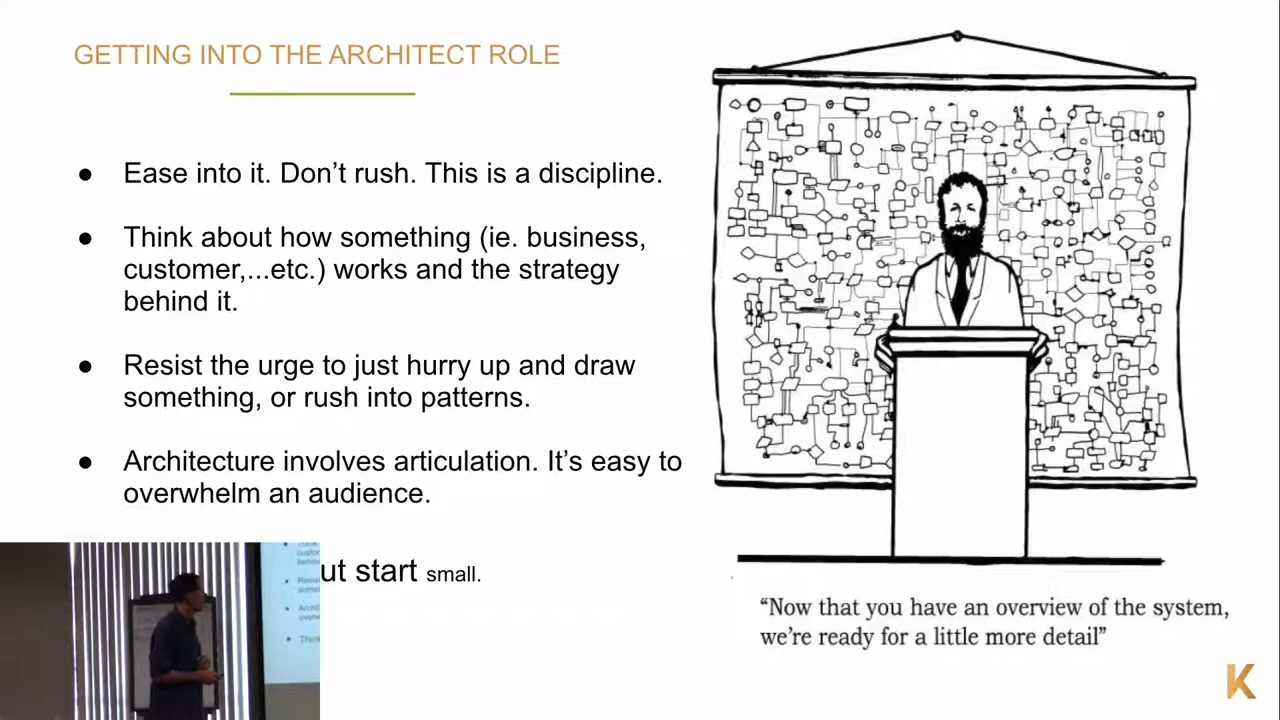 GETTING INTO THE ARCHITECT ROLE
● Ease into it. Don’t rush. This is a discipline.
● Think about how something (ie. business,
customer,...etc.) works and the strategy
behind it.
● Resist the urge to just hurry up and draw
something, or rush into patterns.
● Architecture involves articulation. It’s easy to
overwhelm an audience.
ut start small.
“Now that you have an overview of the system,
we’re ready for a little more detail”
K